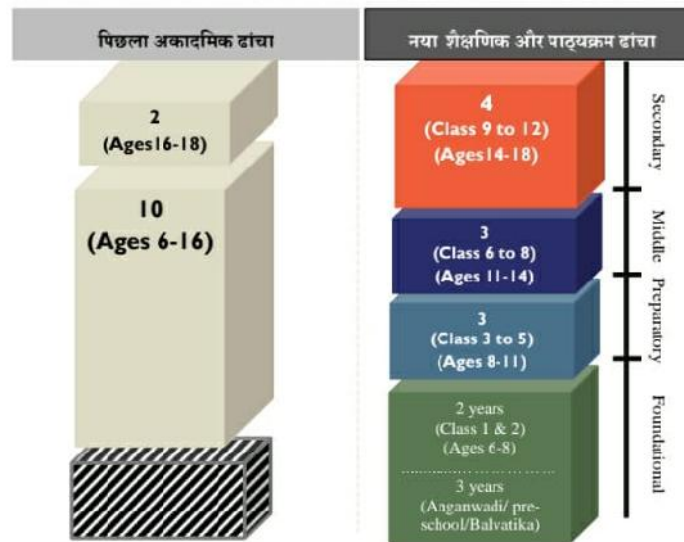 पिछला अकादमिक ढांचा
2
(Ages16-18)
10
(Ages 6-16)
नया शैक्षणिक और पाठ्यक्रम ढांचा
4
(Class 9 to 12)
(Ages14-18)
3
(Class 6 to 8)
(Ages 11-14)
3
(Class 3 to 5)
(Ages 8-11)
2 years
(Class 1 & 2)
(Ages 6-8)
3 years
(Anganwadi/ pre-
school/Balvatika)
Secondary
Middle
Preparatory
Foundational